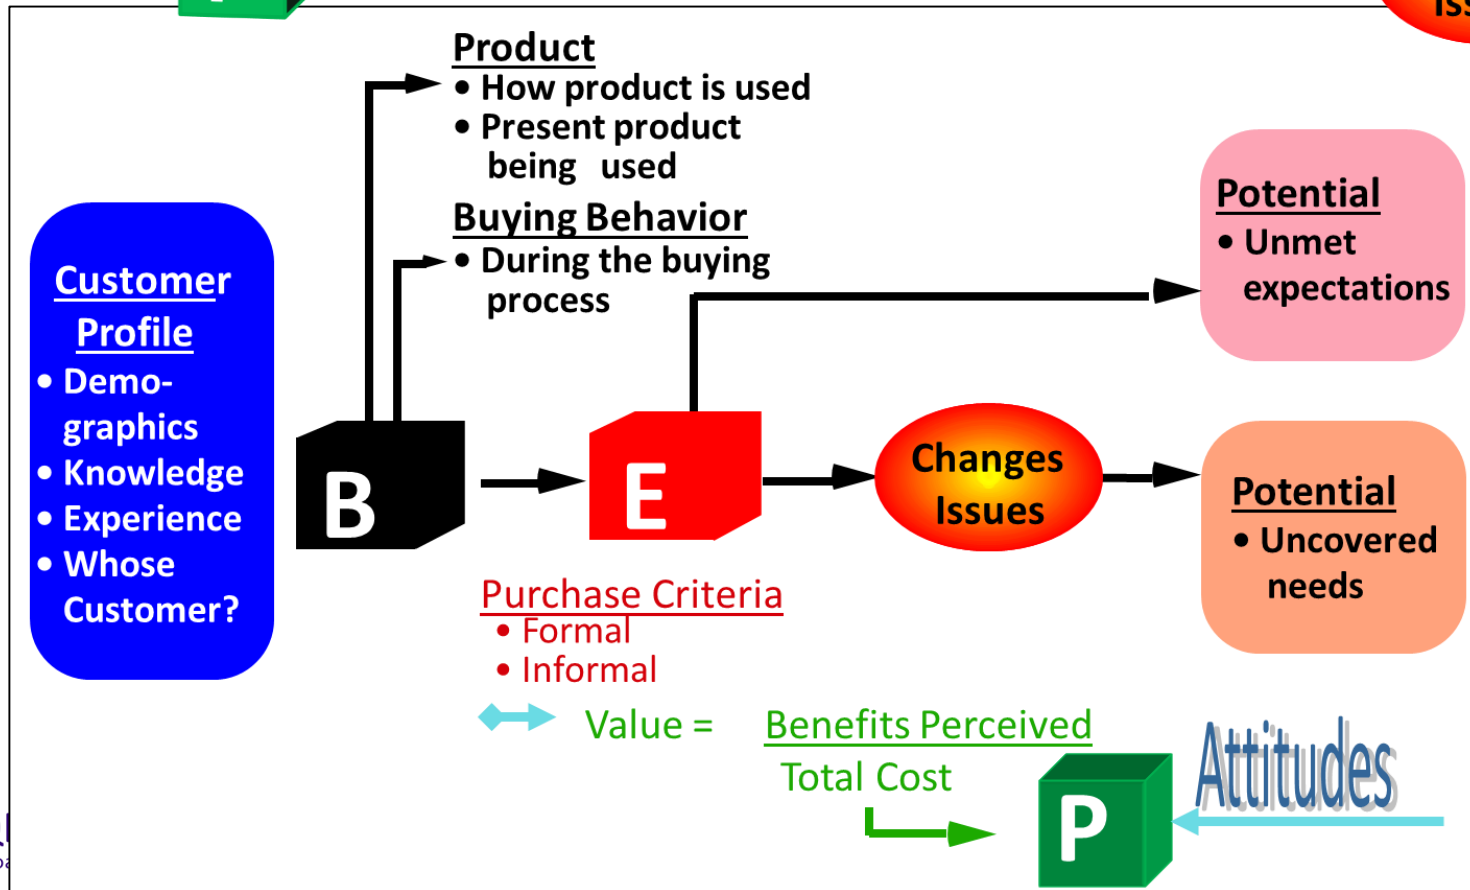 Product
• How product is used
• Present product
being used
Buying Behavior
• During the buying
process
Customer
Profile
• Demo-
graphics
• Knowledge
• Experience
• Whose
Customer?
B
E
Changes
Issues
Potential
• Unmet
expectations
Potential
• Uncovered
needs
Purchase Criteria
• Formal
• Informal
Value = Benefits Perceived
Total Cost
P
Attitudes